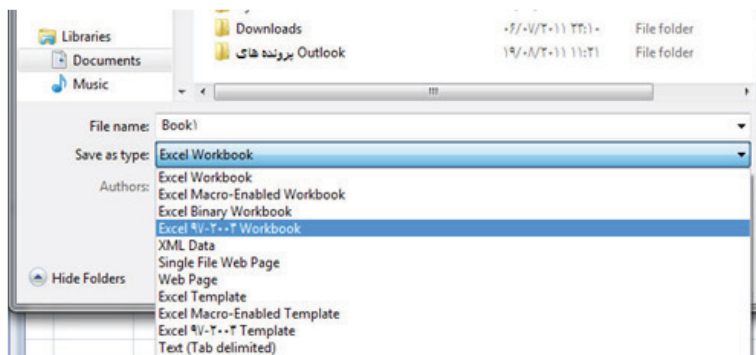 Libraries
Documents
Music
Downloads ۰۶/۰۷/۲۰۱۱ ۲۳:۱۰ File folder
پرونده های Outlook ۱۹/۰۸/۲۰۱۱ ۱۱:۲۱ File folder
File name: Book۱
Save as type: Excel Workbook
Authors:
Excel Workbook
Excel Macro-Enabled Workbook
Excel Binary Workbook
Excel ۹۷-۲۰۰۳ Workbook
XML Data
Single File Web Page
Web Page
Excel Template
Excel Macro-Enabled Template
Excel ۹۷-۲۰۰۳ Template
Text (Tab delimited)
Hide Folders